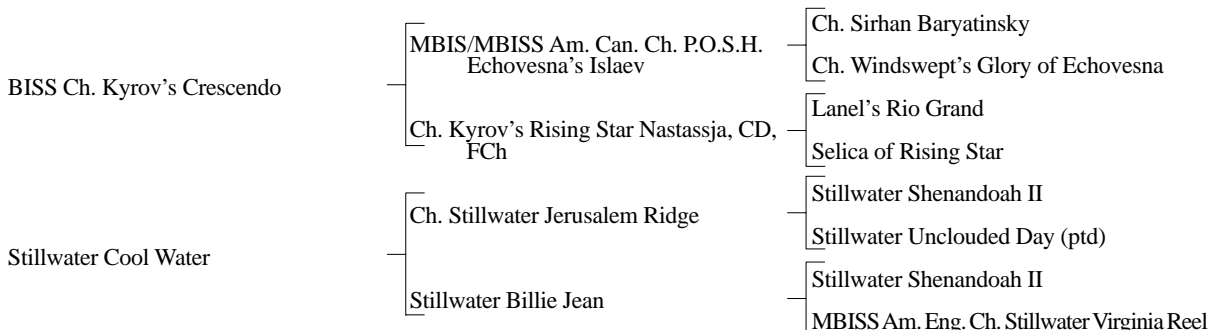 Ch. Sirhan Baryatinsky
MBIS/MBISS Am. Can. Ch. P.O.S.H.
Echovesna's Islaev
Ch. Windswept's Glory of Echovesna
BISS Ch. Kyrov's Crescendo
Lanel's Rio Grand
Ch. Kyrov's Rising Star Nastassja, CD,
FCh
Selica of Rising Star
Stillwater Shenandoah II
Ch. Stillwater Jerusalem Ridge
Stillwater Unclouded Day (ptd)
Stillwater Cool Water
Stillwater Shenandoah II
Stillwater Billie Jean
MBISS Am. Eng. Ch. Stillwater Virginia Reel